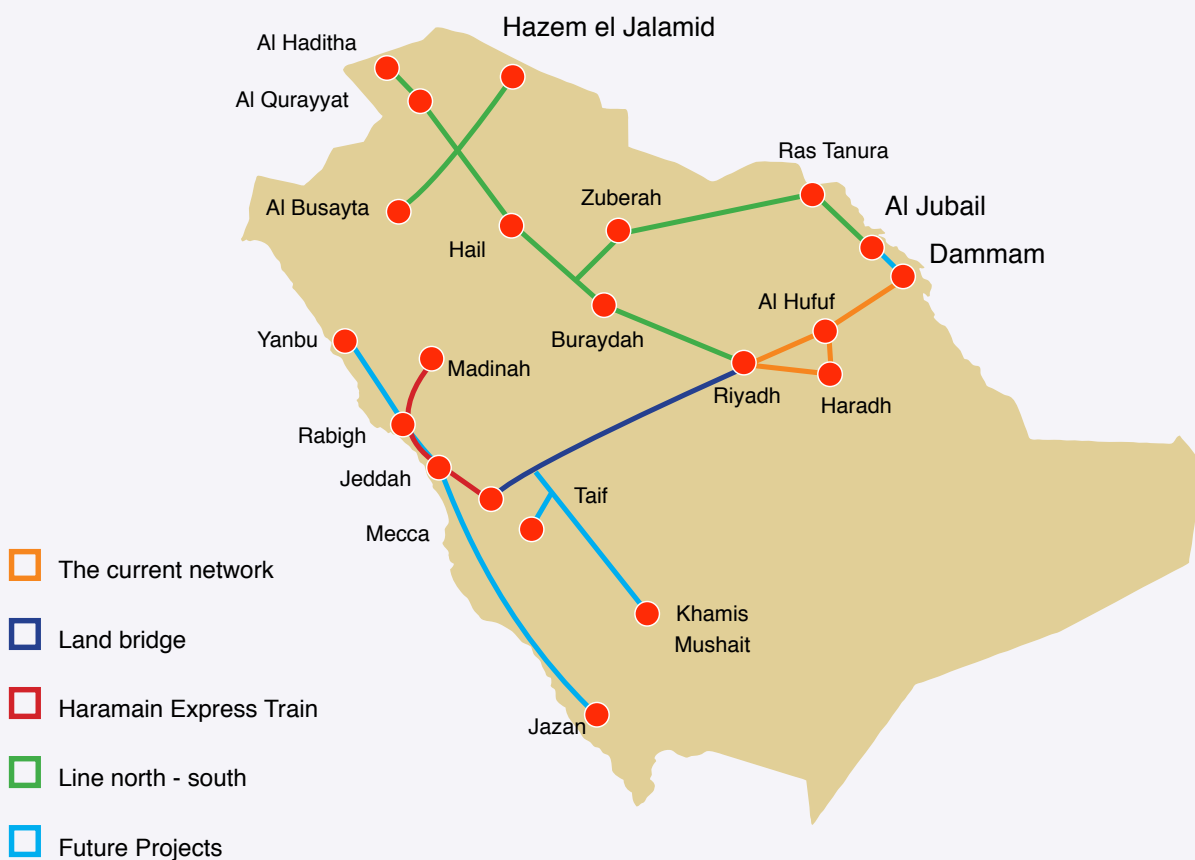 Hazem el Jalamid
Al Haditha
Al Qurayyat
Ras Tanura
Zuberah
Al Busayta
Al Jubail
Hail
Dammam
Al Hufuf
Yanbu
Buraydah
Madinah
Riyadh
Haradh
Rabigh
Jeddah
Taif
Mecca
The current network
Khamis
Mushait
Land bridge
Haramain Express Train
Jazan
Line north - south
Future Projects